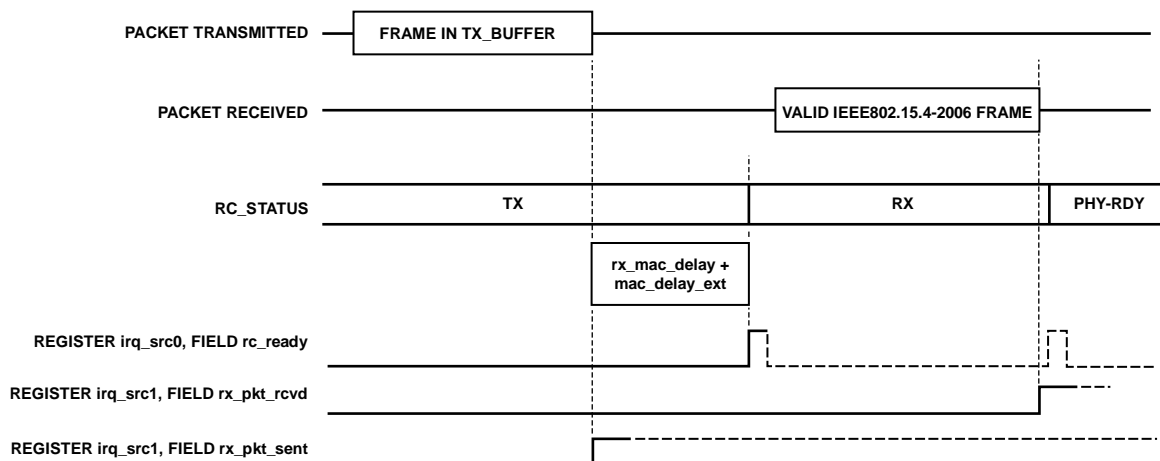 PACKET TRANSMITTED
FRAME IN TX_BUFFER
PACKET RECEIVED
VALID IEEE802.15.4-2006 FRAME
RC_STATUS
TX
RX
PHY-RDY
rx_mac_delay +
mac_delay_ext
REGISTER irq_src0, FIELD rc_ready
REGISTER irq_src1, FIELD rx_pkt_rcvd
REGISTER irq_src1, FIELD rx_pkt_sent